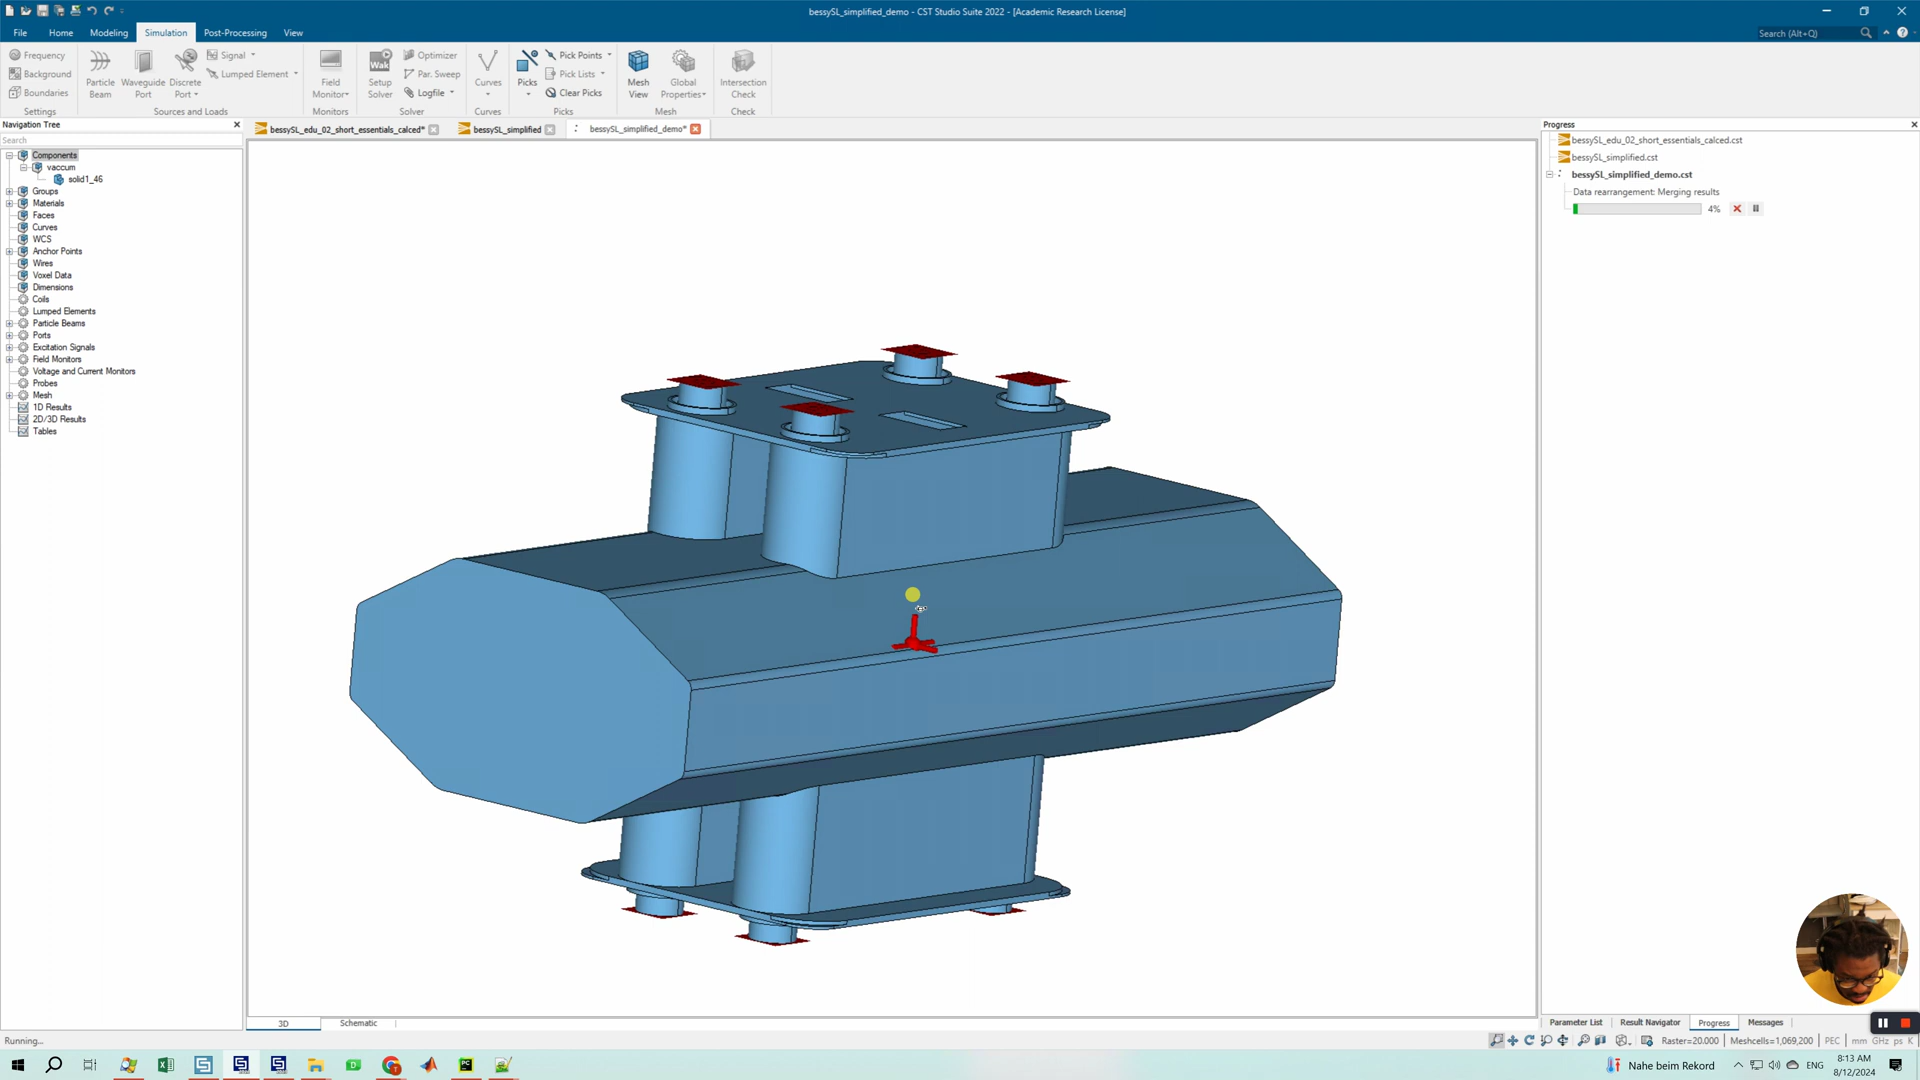 bessySL_simplified_demo - CST Studio Suite 2022 - [Academic Research License]
File Home Modeling Simulation Post-Processing View
Search (Alt+Q)
Frequency
Background
Boundaries
Settings
Particle Beam
Waveguide Port
Discrete Port
Signal
Lumped Element
Sources and Loads
Field Monitor
Monitors
Setup Solver
Optimizer
Par. Sweep
Logfile
Solver
Curves
Curves
Picks
Pick Points
Pick Lists
Clear Picks
Picks
Mesh View
Global Properties
Mesh
Intersection Check
Check
Navigation Tree
bessySL_edu_02_short_essentials_calced*
bessySL_simplified
bessySL_simplified_demo*
Search
Components
vaccum
solid1_46
Groups
Materials
Faces
Curves
WCS
Anchor Points
Wires
Voxel Data
Dimensions
Coils
Lumped Elements
Particle Beams
Ports
Excitation Signals
Field Monitors
Voltage and Current Monitors
Probes
Mesh
1D Results
2D/3D Results
Tables
Progress
bessySL_edu_02_short_essentials_calced.cst
bessySL_simplified.cst
bessySL_simplified_demo.cst
Data rearrangement: Merging results
4%
3D Schematic
Parameter List Result Navigator Progress Messages
Running...
Raster=20.000 Meshcells=1,069,200 PEC mm GHz ps K
Nahe beim Rekord
ENG
8:13 AM
8/12/2024